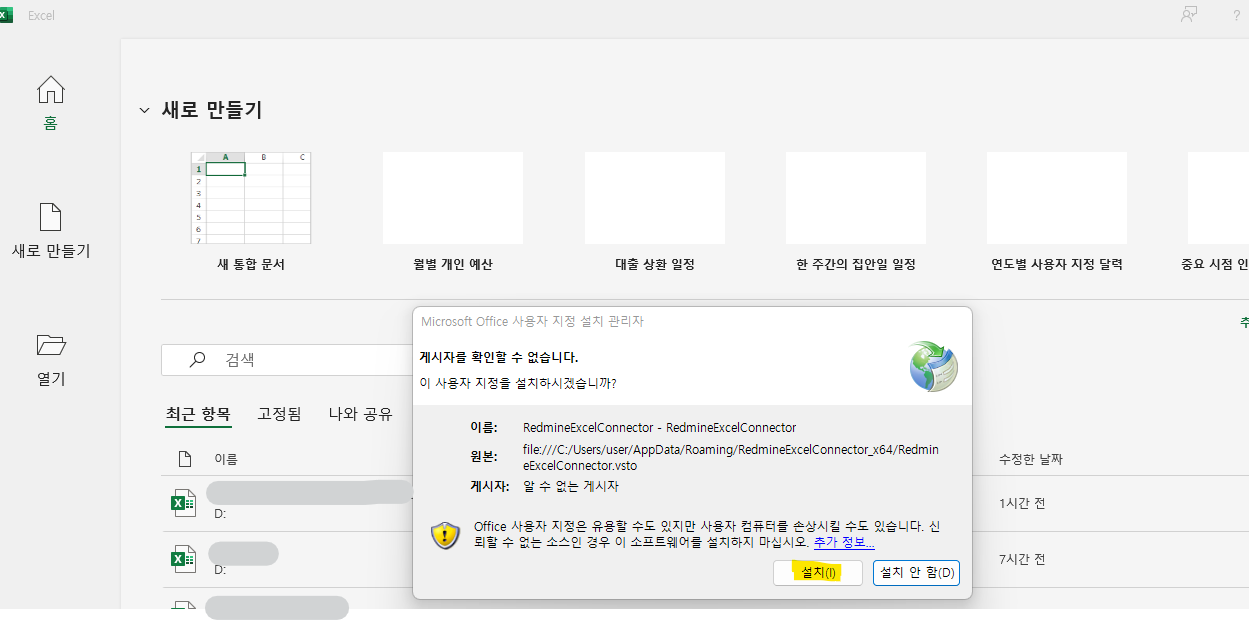 Excel
?
홈
새로 만들기
열기
새로 만들기
A B C
1
2
3
4
5
6
7
새 통합 문서
월별 개인 예산
대출 상환 일정
한 주간의 집안일 일정
연도별 사용자 지정 달력
중요 시점 인
추
검색
최근 항목 고정됨 나와 공유
이름
수정한 날짜
D:
1시간 전
D:
7시간 전
Microsoft Office 사용자 지정 설치 관리자
게시자를 확인할 수 없습니다.
이 사용자 지정을 설치하시겠습니까?
이름: RedmineExcelConnector - RedmineExcelConnector
원본: file:///C:/Users/user/AppData/Roaming/RedmineExcelConnector_x64/Redmin
eExcelConnector.vsto
게시자: 알 수 없는 게시자
Office 사용자 지정은 유용할 수도 있지만 사용자 컴퓨터를 손상시킬 수도 있습니다. 신
뢰할 수 없는 소스인 경우 이 소프트웨어를 설치하지 마십시오. 추가 정보...
설치(I) 설치 안 함(D)